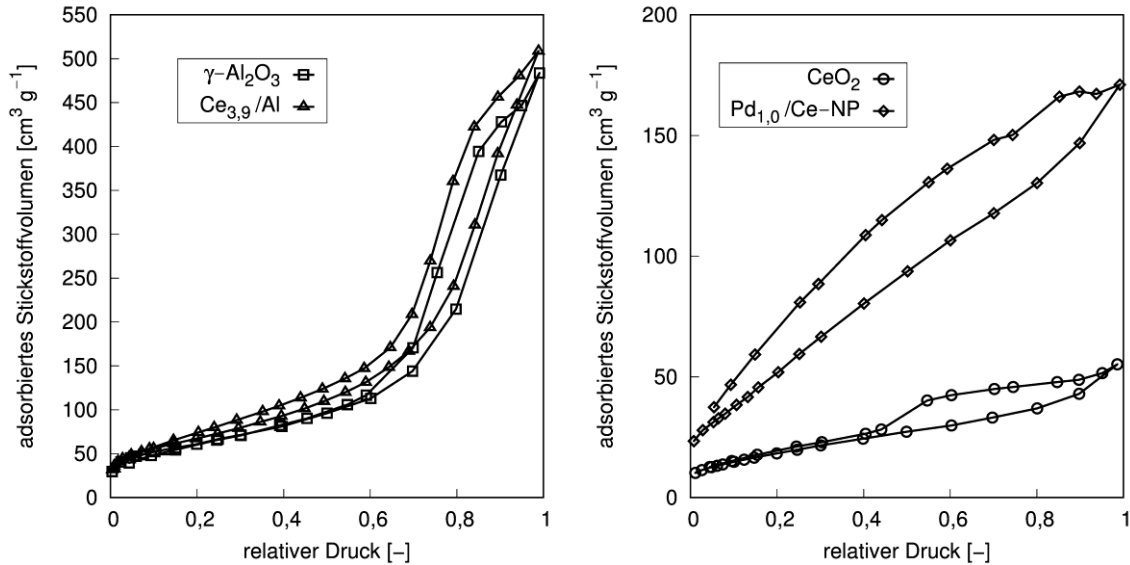 adsorbiertes Stickstoffvolumen [cm³ g⁻¹]
550
500
450
400
350
300
250
200
150
100
50
0
γ−Al₂O₃
Ce₃,₉/Al
0 0,2 0,4 0,6 0,8 1
relativer Druck [−]
adsorbiertes Stickstoffvolumen [cm³ g⁻¹]
200
150
100
50
0
CeO₂
Pd₁,₀/Ce−NP
0 0,2 0,4 0,6 0,8 1
relativer Druck [−]